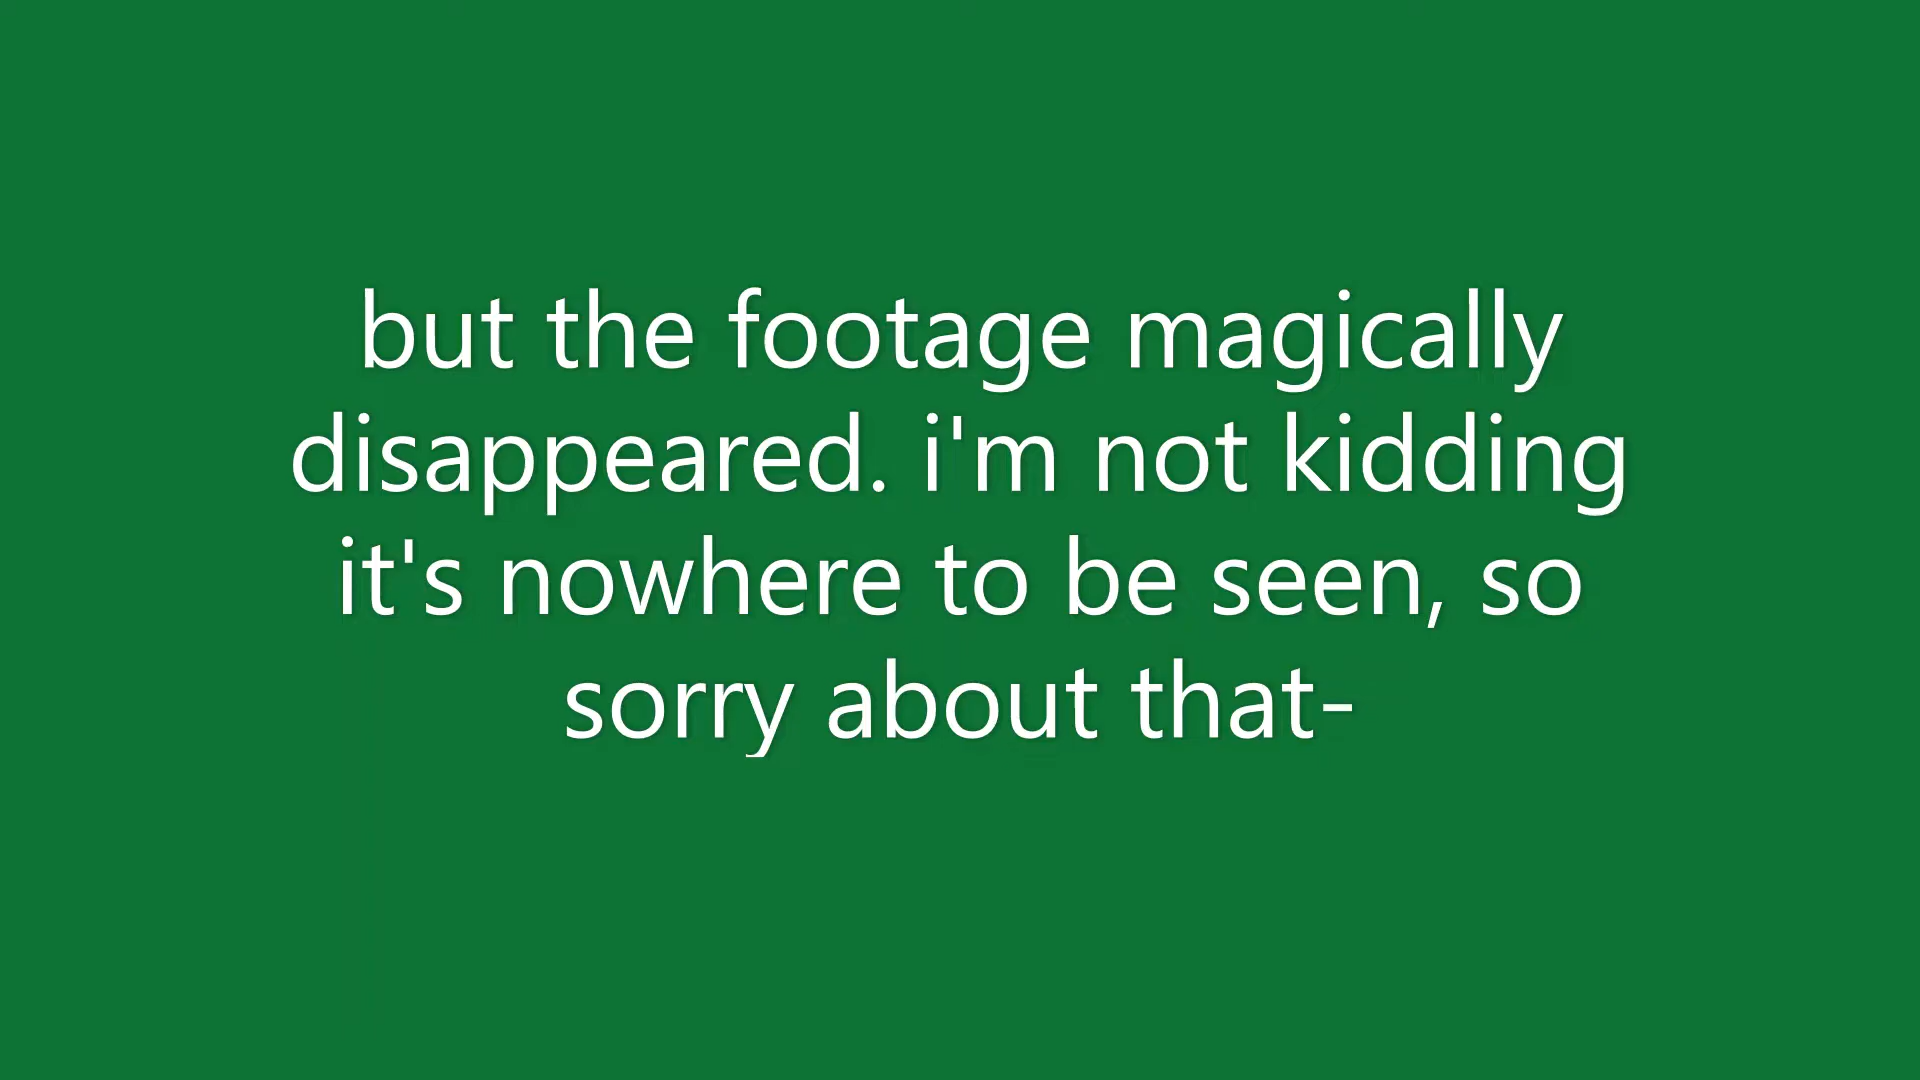 but the footage magically
disappeared. i'm not kidding
it's nowhere to be seen, so
sorry about that-